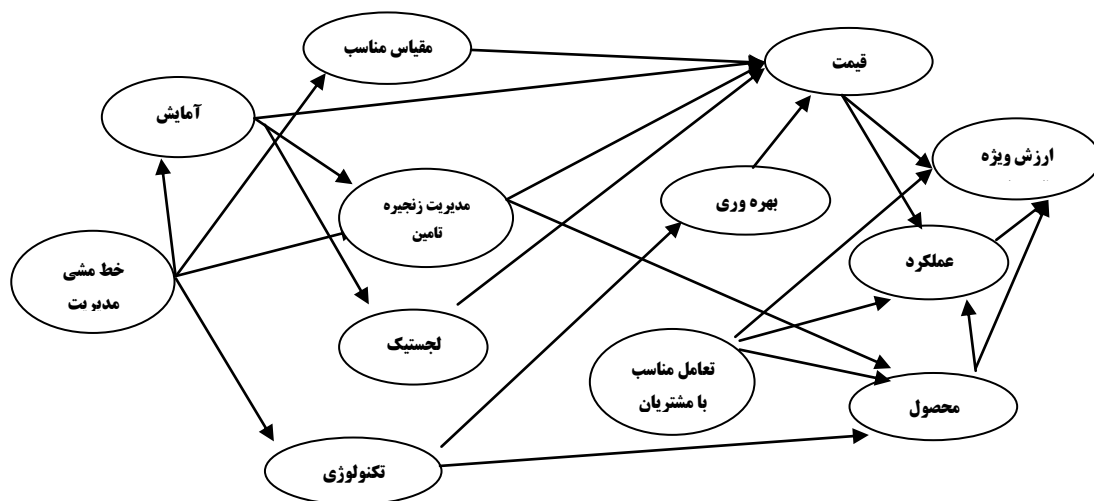 مقیاس مناسب
قیمت
آمایش
ارزش ویژه
مدیریت زنجیره
تامین
بهره وری
خط مشی
مدیریت
عملکرد
لجستیک
تعامل مناسب
با مشتریان
محصول
تکنولوژی